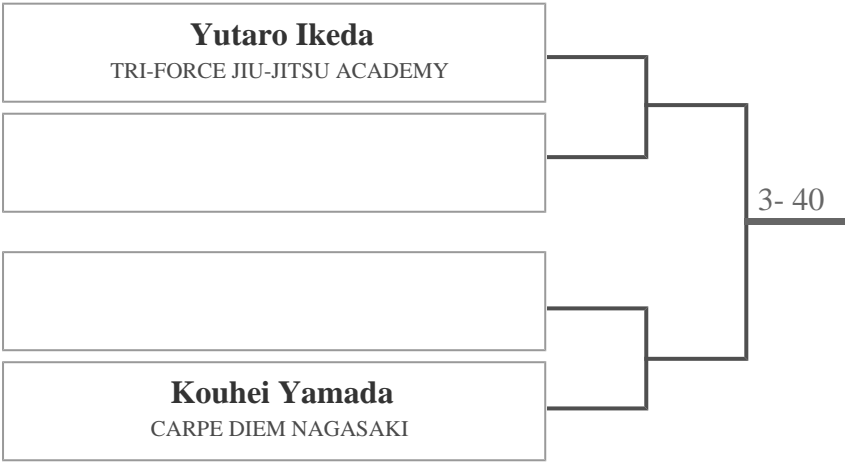 Yutaro Ikeda
TRI-FORCE JIU-JITSU ACADEMY
3- 40
Kouhei Yamada
CARPE DIEM NAGASAKI